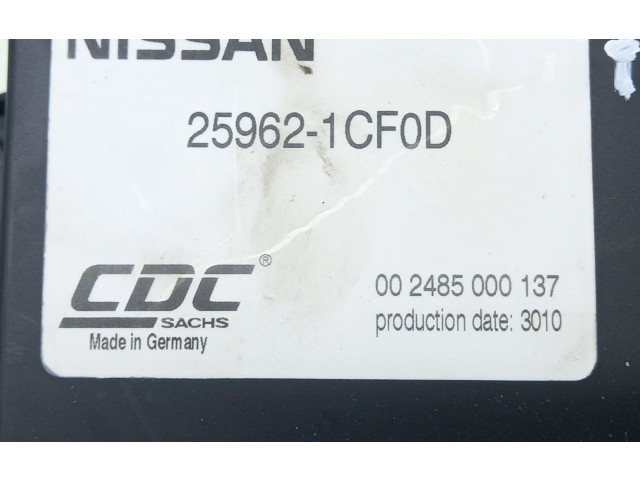 NISSAN
25962-1CF0D
CDC®
SACHS
Made in Germany
00 2485 000 137
production date: 3010